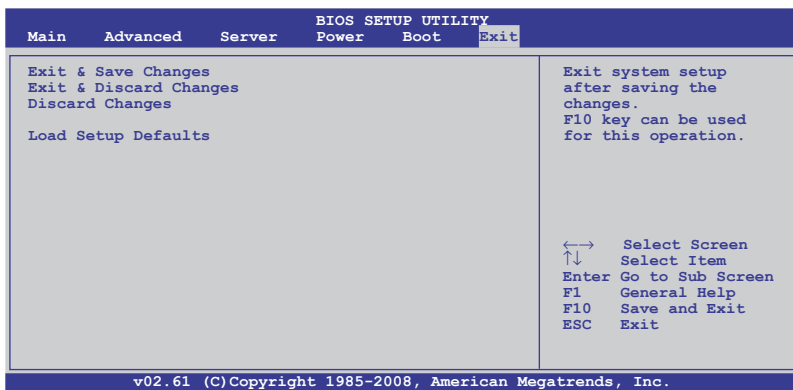 BIOS SETUP UTILITY
Main Advanced Server Power Boot Exit
Exit & Save Changes
Exit & Discard Changes
Discard Changes
Load Setup Defaults
Exit system setup
after saving the
changes.
F10 key can be used
for this operation.
←→ Select Screen
↑↓ Select Item
Enter Go to Sub Screen
F1 General Help
F10 Save and Exit
ESC Exit
v02.61 (C)Copyright 1985-2008, American Megatrends, Inc.